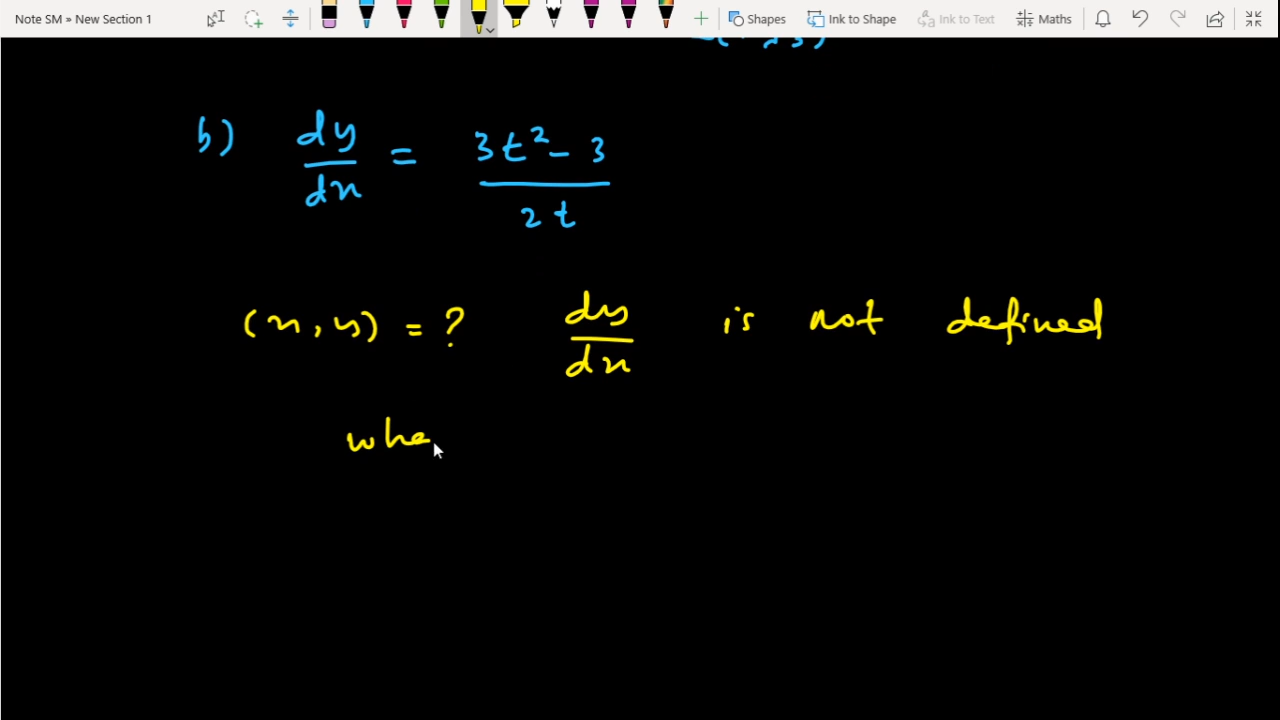 Note SM » New Section 1
Shapes
Ink to Shape
Ink to Text
Maths
b) dy/dx = 3t² - 3 / 2t
(x, y) = ? dy/dx is not defined
whe